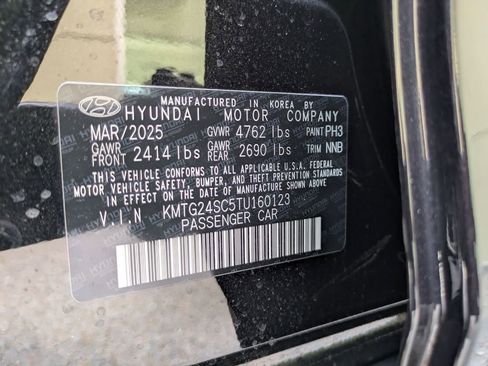 MANUFACTURED IN KOREA BY
HYUNDAI MOTOR COMPANY
MAR/2025 GVWR 4762 lbs PAINT PH3
GAWR FRONT 2414 lbs GAWR REAR 2690 lbs TRIM NNB
THIS VEHICLE CONFORMS TO ALL APPLICABLE U.S.A. FEDERAL
MOTOR VEHICLE SAFETY, BUMPER, AND THEFT PREVENTION STANDARDS
IN EFFECT ON THE DATE OF MANUFACTURE SHOWN ABOVE.
V.I.N KMTG24SC5TU160123
PASSENGER CAR